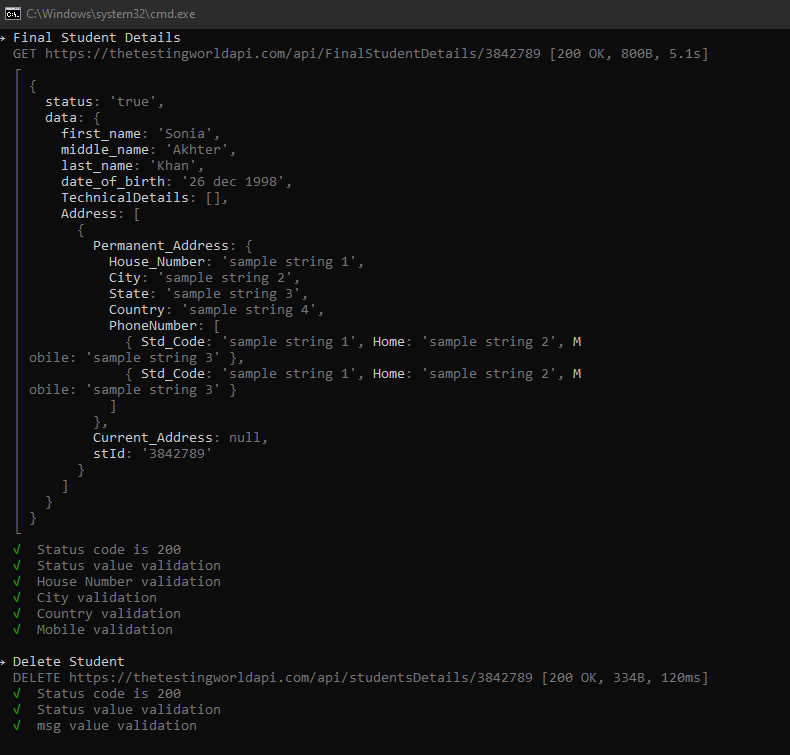 C:\Windows\system32\cmd.exe
→ Final Student Details
GET https://thetestingworldapi.com/api/FinalStudentDetails/3842789 [200 OK, 800B, 5.1s]
{
status: 'true',
data: {
first_name: 'Sonia',
middle_name: 'Akhter',
last_name: 'Khan',
date_of_birth: '26 dec 1998',
TechnicalDetails: [],
Address: [
{
Permanent_Address: {
House_Number: 'sample string 1',
City: 'sample string 2',
State: 'sample string 3',
Country: 'sample string 4',
PhoneNumber: [
{ Std_Code: 'sample string 1', Home: 'sample string 2', M
obile: 'sample string 3' },
{ Std_Code: 'sample string 1', Home: 'sample string 2', M
obile: 'sample string 3' }
]
},
Current_Address: null,
stId: '3842789'
}
]
}
}
√ Status code is 200
√ Status value validation
√ House Number validation
√ City validation
√ Country validation
√ Mobile validation
→ Delete Student
DELETE https://thetestingworldapi.com/api/studentsDetails/3842789 [200 OK, 334B, 120ms]
√ Status code is 200
√ Status value validation
√ msg value validation